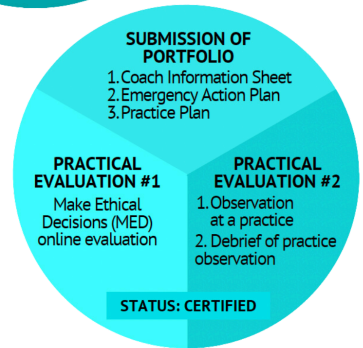 SUBMISSION OF
PORTFOLIO
1. Coach Information Sheet
2. Emergency Action Plan
3. Practice Plan
PRACTICAL
EVALUATION #1
Make Ethical
Decisions (MED)
online evaluation
PRACTICAL
EVALUATION #2
1. Observation
at a practice
2. Debrief of practice
observation
STATUS: CERTIFIED